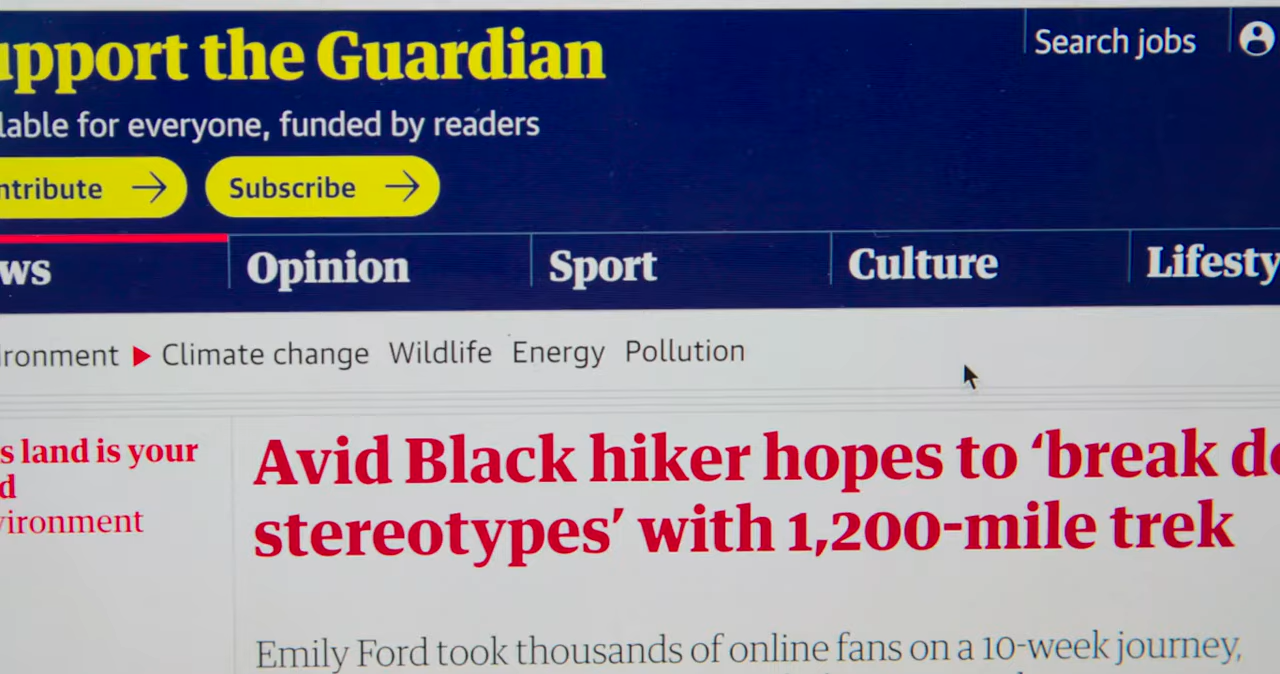 upport the Guardian
Search jobs
lable for everyone, funded by readers
ntribute → Subscribe →
ws Opinion Sport Culture Lifesty
ironment Climate change Wildlife Energy Pollution
s land is your
d
vironment
Avid Black hiker hopes to ‘break do
stereotypes’ with 1,200-mile trek
Emily Ford took thousands of online fans on a 10-week journey,